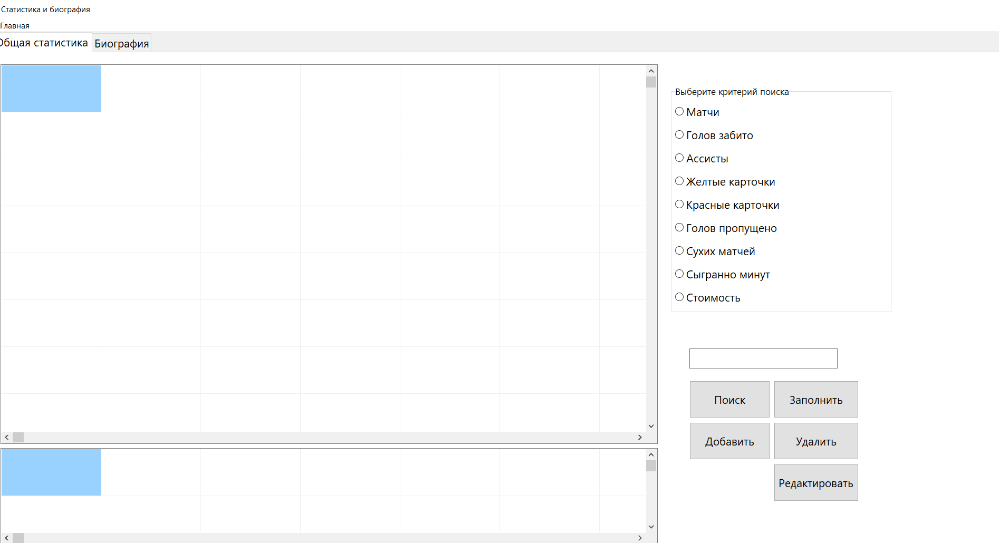 Статистика и биография
Главная
Общая статистика
Биография
Выберите критерий поиска
Матчи
Голов забито
Ассисты
Желтые карточки
Красные карточки
Голов пропущено
Сухих матчей
Сыгранно минут
Стоимость
Поиск
Заполнить
Добавить
Удалить
Редактировать